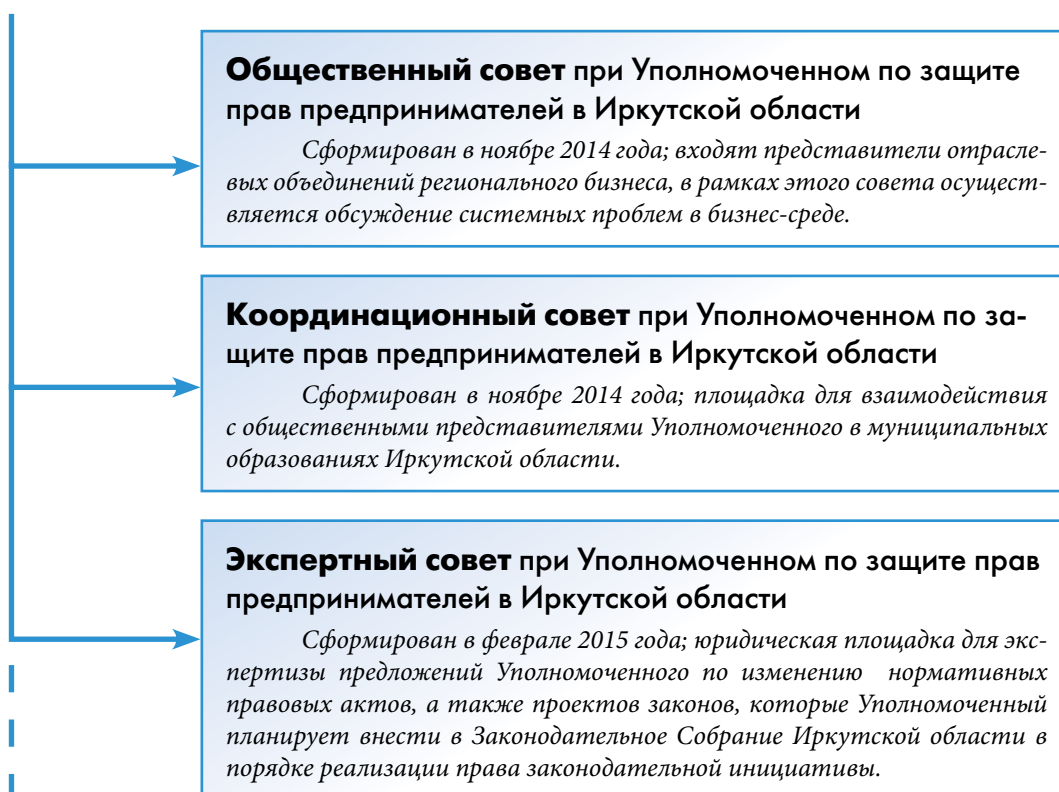 Общественный совет при Уполномоченном по защите
прав предпринимателей в Иркутской области
Сформирован в ноябре 2014 года; входят представители отрасле-
вых объединений регионального бизнеса, в рамках этого совета осущест-
вляется обсуждение системных проблем в бизнес-среде.
Координационный совет при Уполномоченном по за-
щите прав предпринимателей в Иркутской области
Сформирован в ноябре 2014 года; площадка для взаимодействия
с общественными представителями Уполномоченного в муниципальных
образованиях Иркутской области.
Экспертный совет при Уполномоченном по защите прав
предпринимателей в Иркутской области
Сформирован в феврале 2015 года; юридическая площадка для экс-
пертизы предложений Уполномоченного по изменению нормативных
правовых актов, а также проектов законов, которые Уполномоченный
планирует внести в Законодательное Собрание Иркутской области в
порядке реализации права законодательной инициативы.